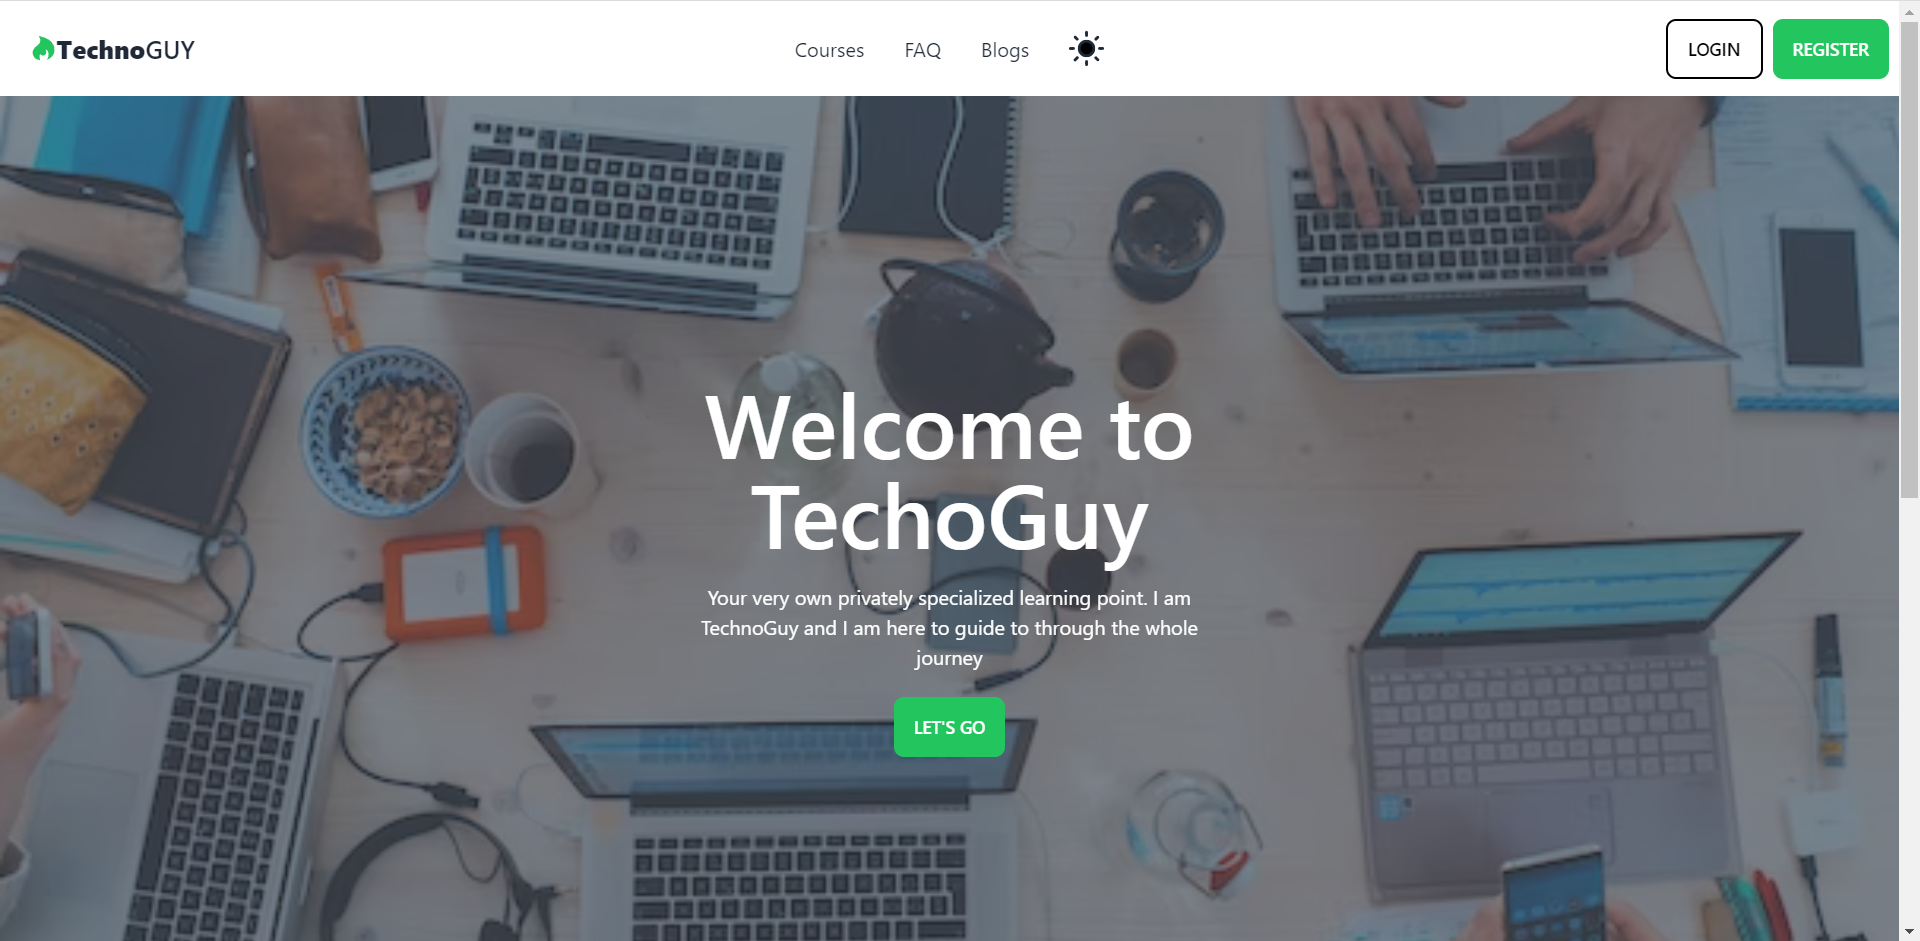 TechnoGUY
Courses FAQ Blogs
LOGIN REGISTER
Welcome to
TechoGuy
Your very own privately specialized learning point. I am
TechnoGuy and I am here to guide to through the whole
journey
LET'S GO